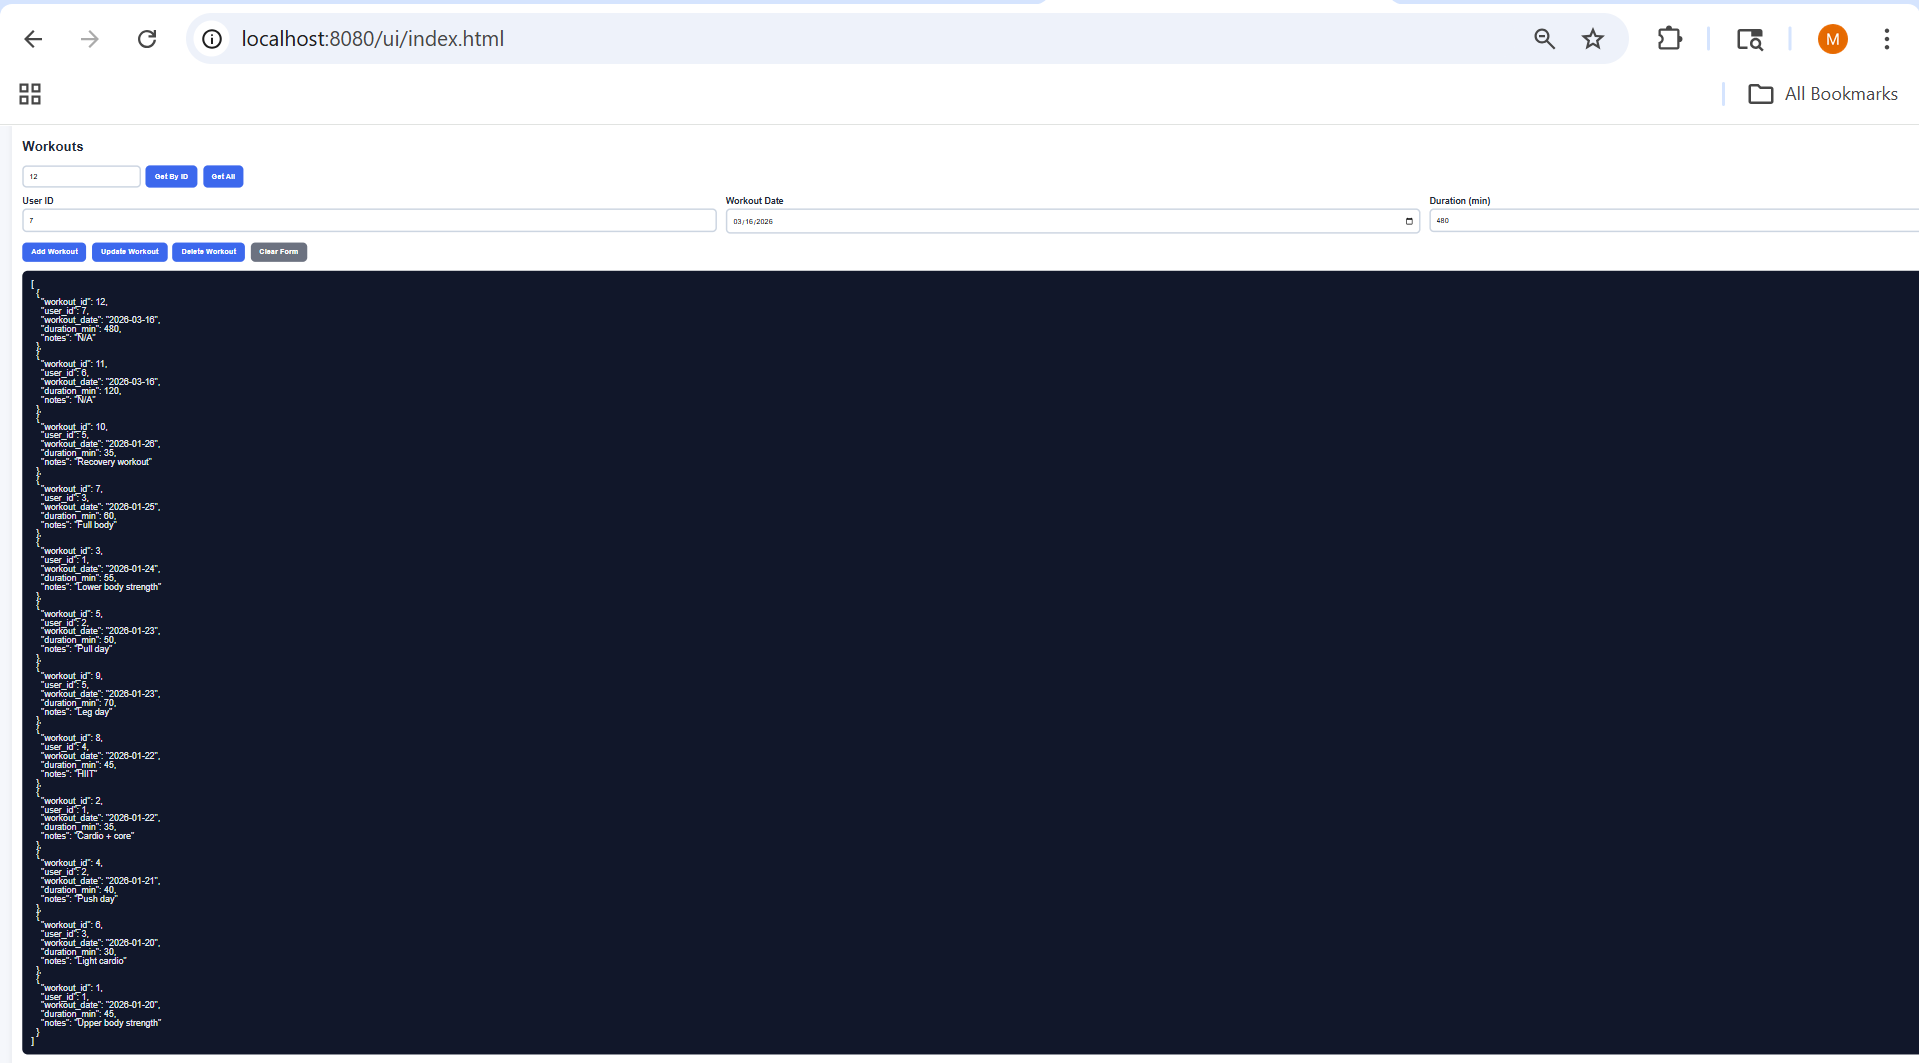 localhost:8080/ui/index.html
M
All Bookmarks
Workouts
12 Get By ID Get All
User ID Workout Date Duration (min)
7 03/16/2026 480
Add Workout Update Workout Delete Workout Clear Form
[
{
"workout_id": 12,
"user_id": 7,
"workout_date": "2026-03-16",
"duration_min": 480,
"notes": "N/A"
},
{
"workout_id": 11,
"user_id": 6,
"workout_date": "2026-03-16",
"duration_min": 120,
"notes": "N/A"
},
{
"workout_id": 10,
"user_id": 5,
"workout_date": "2026-01-26",
"duration_min": 35,
"notes": "Recovery workout"
},
{
"workout_id": 7,
"user_id": 3,
"workout_date": "2026-01-25",
"duration_min": 60,
"notes": "Full body"
},
{
"workout_id": 3,
"user_id": 1,
"workout_date": "2026-01-24",
"duration_min": 55,
"notes": "Lower body strength"
},
{
"workout_id": 5,
"user_id": 2,
"workout_date": "2026-01-23",
"duration_min": 50,
"notes": "Pull day"
},
{
"workout_id": 9,
"user_id": 5,
"workout_date": "2026-01-23",
"duration_min": 70,
"notes": "Leg day"
},
{
"workout_id": 8,
"user_id": 4,
"workout_date": "2026-01-22",
"duration_min": 45,
"notes": "HIIT"
},
{
"workout_id": 2,
"user_id": 1,
"workout_date": "2026-01-22",
"duration_min": 35,
"notes": "Cardio + core"
},
{
"workout_id": 4,
"user_id": 2,
"workout_date": "2026-01-21",
"duration_min": 40,
"notes": "Push day"
},
{
"workout_id": 6,
"user_id": 3,
"workout_date": "2026-01-20",
"duration_min": 30,
"notes": "Light cardio"
},
{
"workout_id": 1,
"user_id": 1,
"workout_date": "2026-01-20",
"duration_min": 45,
"notes": "Upper body strength"
}
]